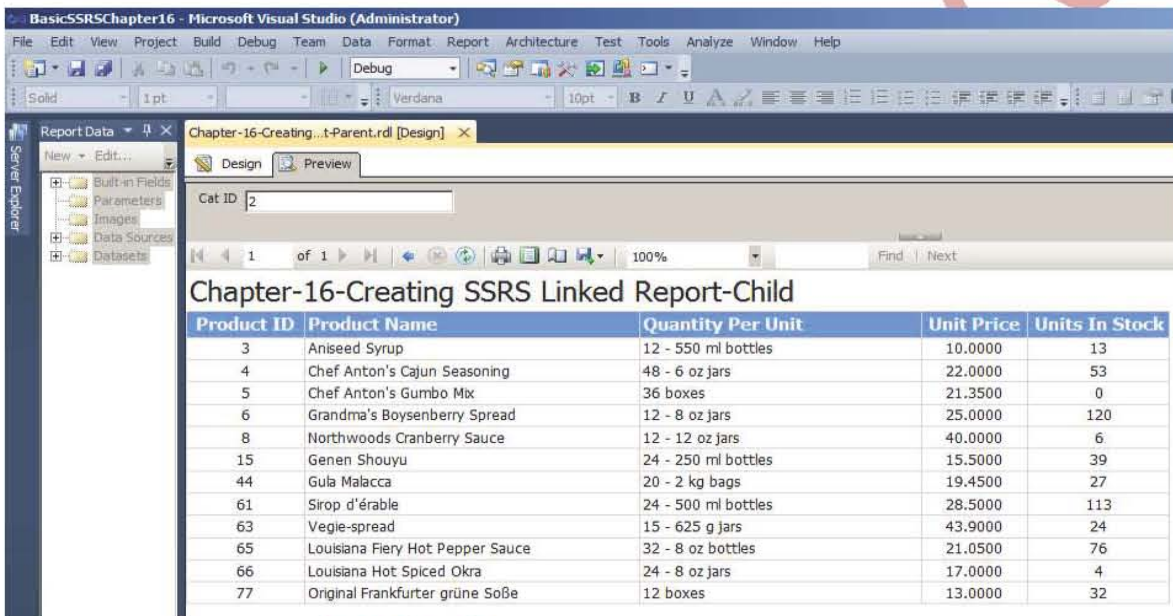 BasicSSRSChapter16 - Microsoft Visual Studio (Administrator)
File Edit View Project Build Debug Team Data Format Report Architecture Test Tools Analyze Window Help
Debug
Solid 1pt Verdana 10pt B I U
Server Explorer
Report Data
New Edit...
Built-in Fields
Parameters
Images
Data Sources
Datasets
Chapter-16-Creating...t-Parent.rdl [Design]
Design Preview
Cat ID 2
1 of 1 100% Find | Next
Chapter-16-Creating SSRS Linked Report-Child
Product ID Product Name Quantity Per Unit Unit Price Units In Stock
3 Aniseed Syrup 12 - 550 ml bottles 10.0000 13
4 Chef Anton's Cajun Seasoning 48 - 6 oz jars 22.0000 53
5 Chef Anton's Gumbo Mix 36 boxes 21.3500 0
6 Grandma's Boysenberry Spread 12 - 8 oz jars 25.0000 120
8 Northwoods Cranberry Sauce 12 - 12 oz jars 40.0000 6
15 Genen Shouyu 24 - 250 ml bottles 15.5000 39
44 Gula Malacca 20 - 2 kg bags 19.4500 27
61 Sirop d'érable 24 - 500 ml bottles 28.5000 113
63 Vegie-spread 15 - 625 g jars 43.9000 24
65 Louisiana Fiery Hot Pepper Sauce 32 - 8 oz bottles 21.0500 76
66 Louisiana Hot Spiced Okra 24 - 8 oz jars 17.0000 4
77 Original Frankfurter grüne Soße 12 boxes 13.0000 32